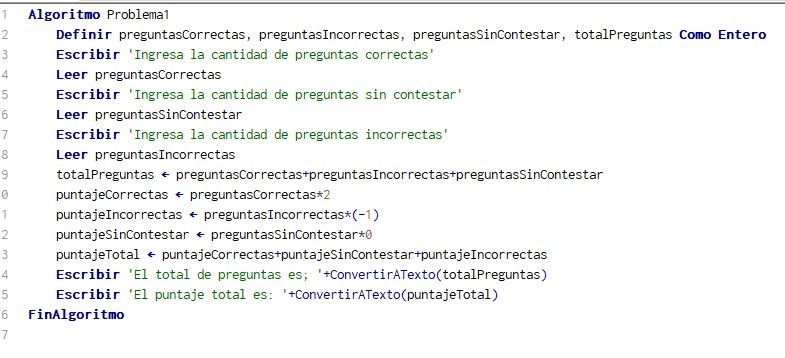 1 Algoritmo Problema1
2 Definir preguntasCorrectas, preguntasIncorrectas, preguntasSinContestar, totalPreguntas Como Entero
3 Escribir 'Ingresa la cantidad de preguntas correctas'
4 Leer preguntasCorrectas
5 Escribir 'Ingresa la cantidad de preguntas sin contestar'
6 Leer preguntasSinContestar
7 Escribir 'Ingresa la cantidad de preguntas incorrectas'
8 Leer preguntasIncorrectas
9 totalPreguntas ← preguntasCorrectas+preguntasIncorrectas+preguntasSinContestar
0 puntajeCorrectas ← preguntasCorrectas*2
1 puntajeIncorrectas ← preguntasIncorrectas*(-1)
2 puntajeSinContestar ← preguntasSinContestar*0
3 puntajeTotal ← puntajeCorrectas+puntajeSinContestar+puntajeIncorrectas
4 Escribir 'El total de preguntas es; '+ConvertirATexto(totalPreguntas)
5 Escribir 'El puntaje total es: '+ConvertirATexto(puntajeTotal)
6 FinAlgoritmo
7